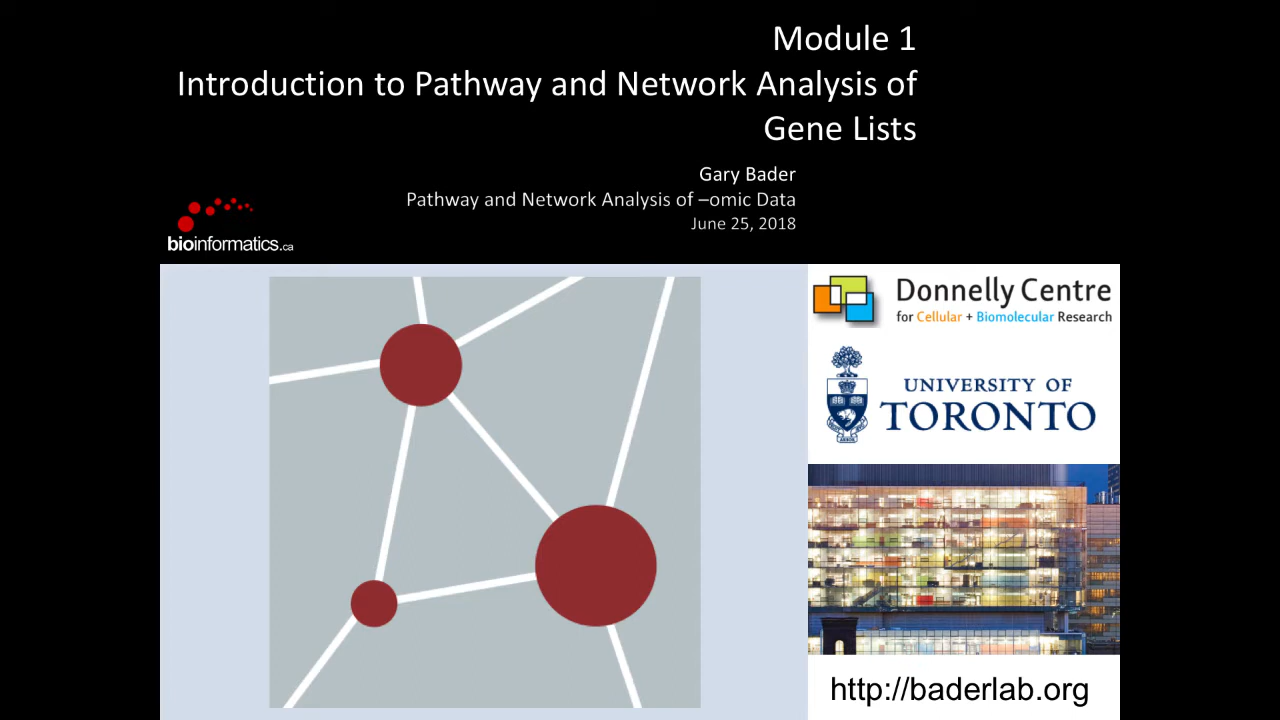 Module 1
Introduction to Pathway and Network Analysis of
Gene Lists
Gary Bader
Pathway and Network Analysis of –omic Data
June 25, 2018
bioinformatics.ca
Donnelly Centre
for Cellular + Biomolecular Research
UNIVERSITY OF
TORONTO
http://baderlab.org